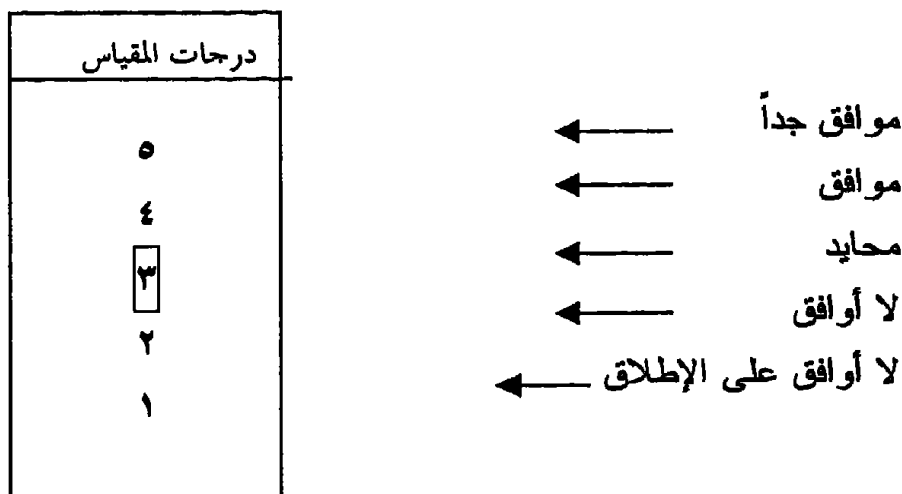 درجات المقياس
موافق جداً ٥
موافق ٤
محايد ٣
لا أوافق ٢
لا أوافق على الإطلاق ١